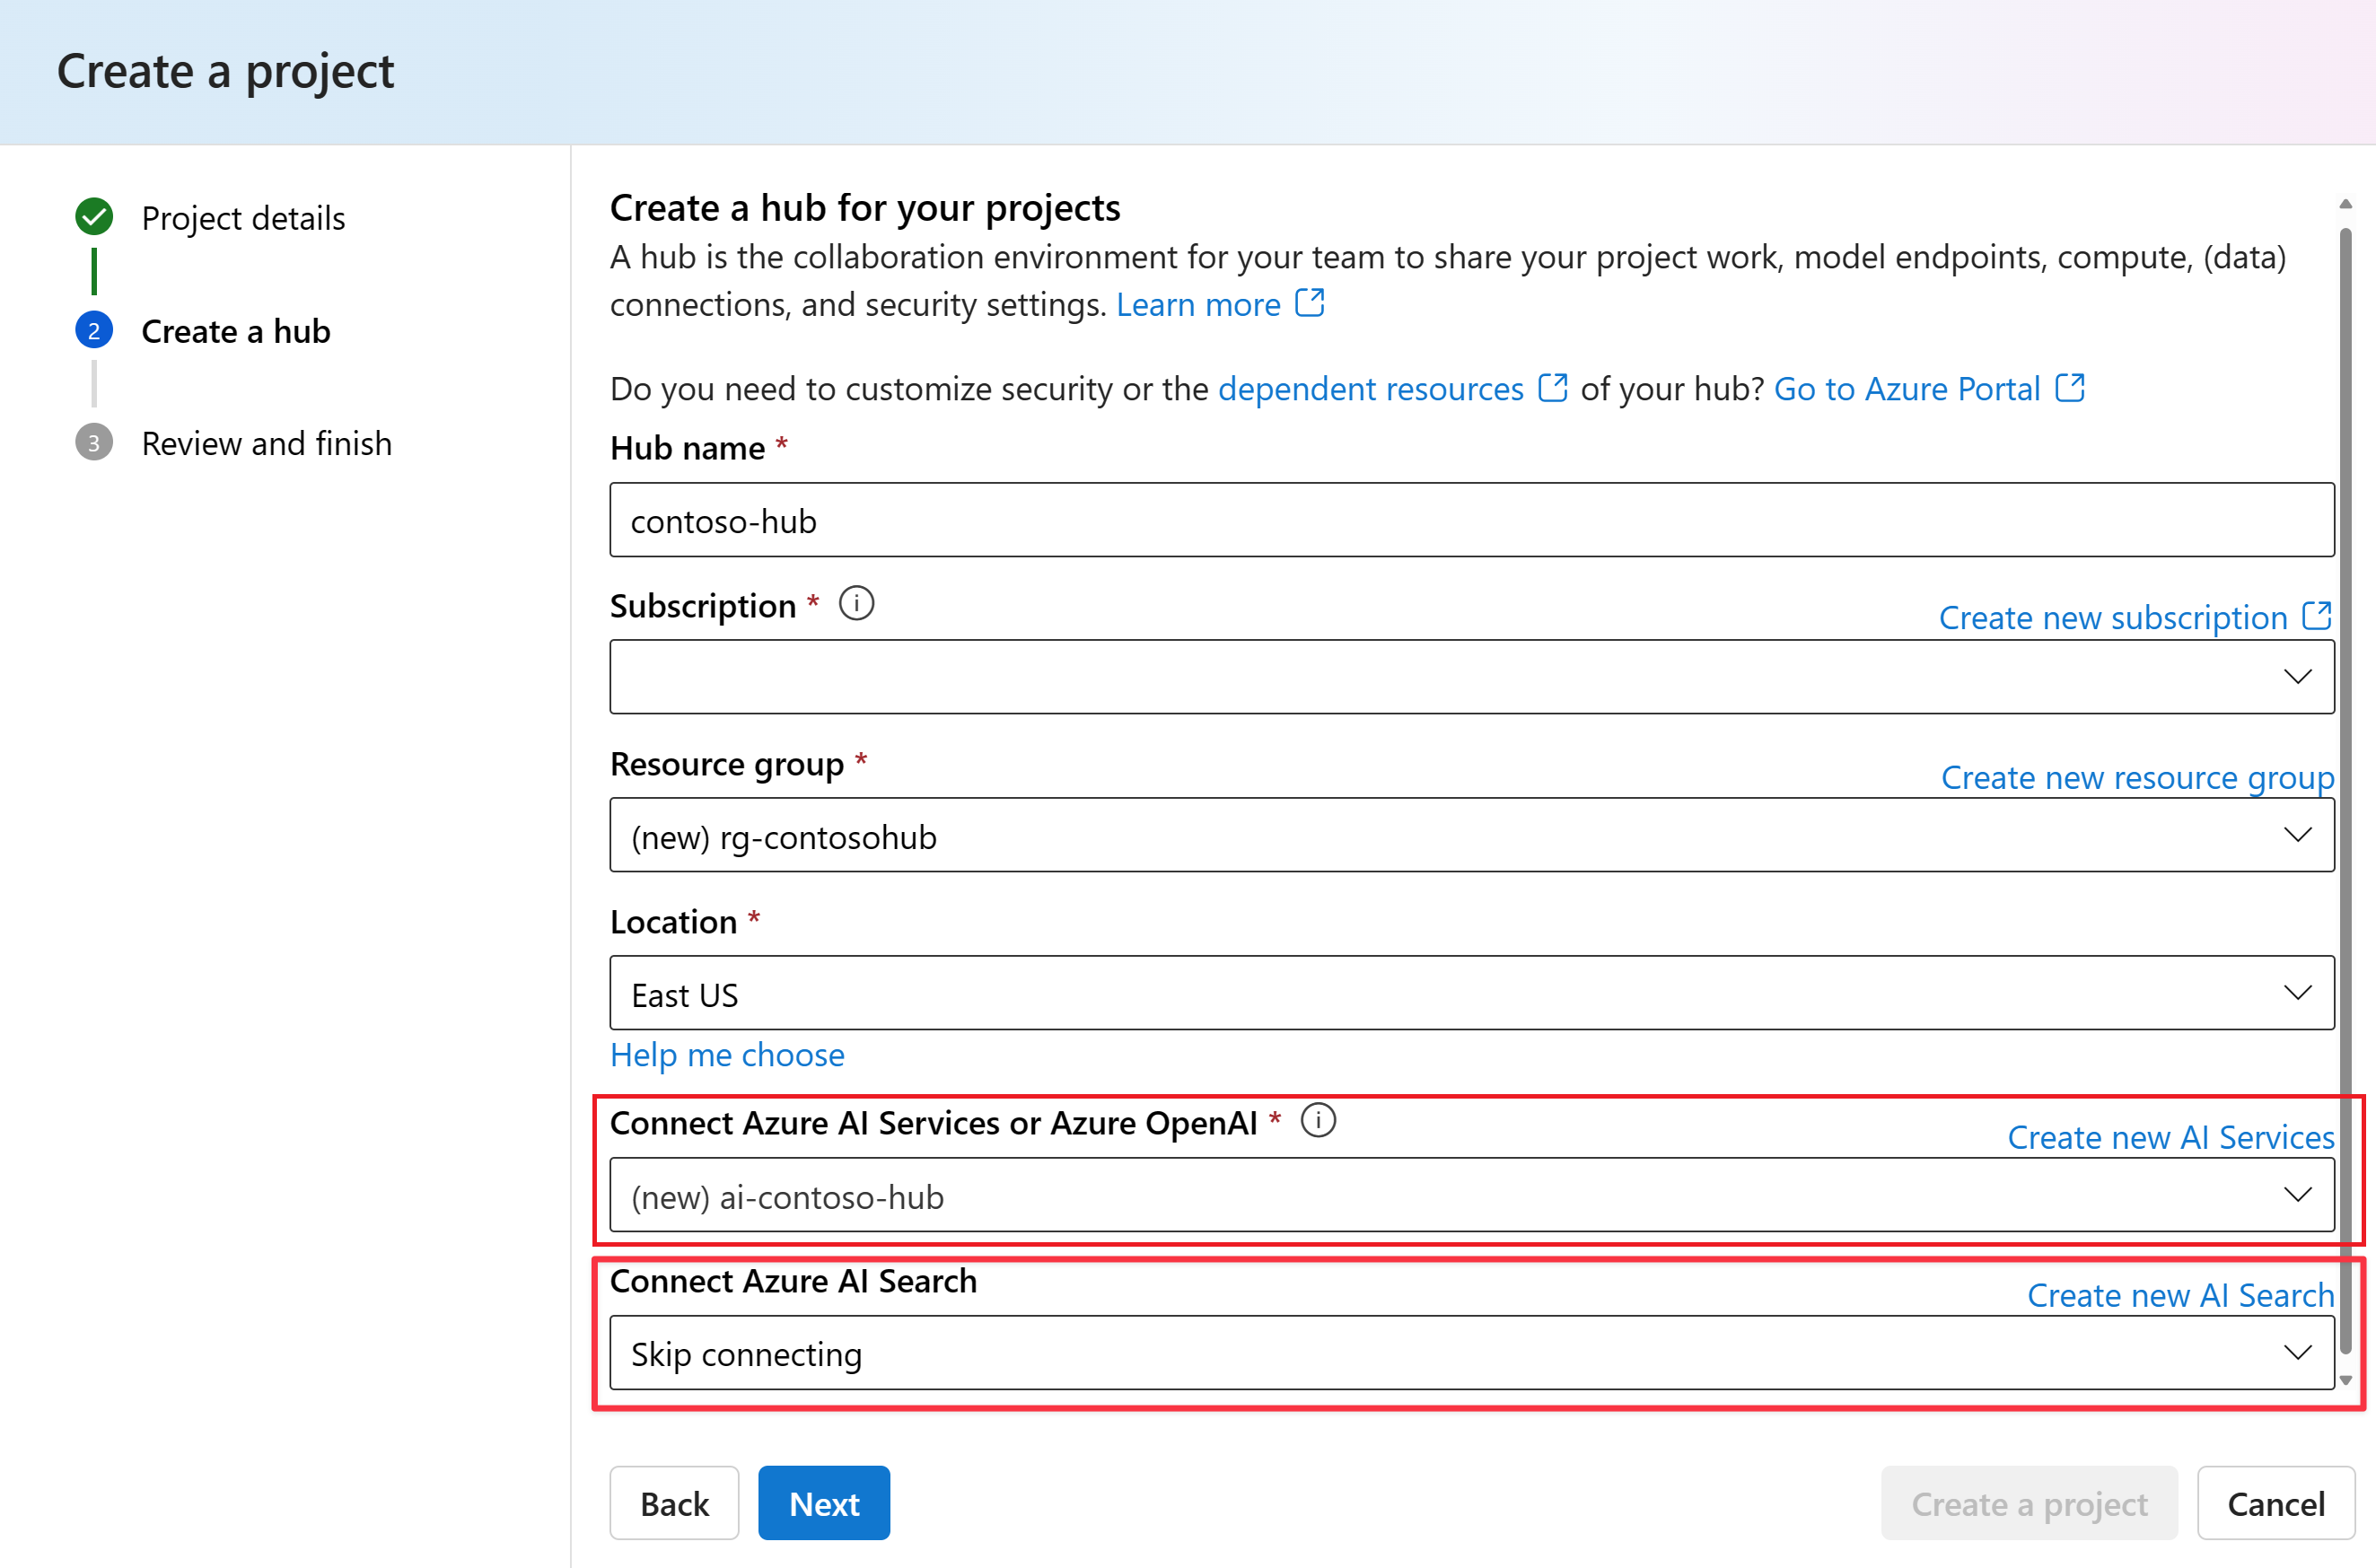 Create a project
Project details
2
Create a hub
3
Review and finish
Create a hub for your projects
A hub is the collaboration environment for your team to share your project work, model endpoints, compute, (data)
connections, and security settings. Learn more
Do you need to customize security or the dependent resources of your hub? Go to Azure Portal
Hub name *
contoso-hub
Subscription *
Create new subscription
Resource group *
Create new resource group
(new) rg-contosohub
Location *
East US
Help me choose
Connect Azure AI Services or Azure OpenAI *
Create new AI Services
(new) ai-contoso-hub
Connect Azure AI Search
Create new AI Search
Skip connecting
Back
Next
Create a project
Cancel